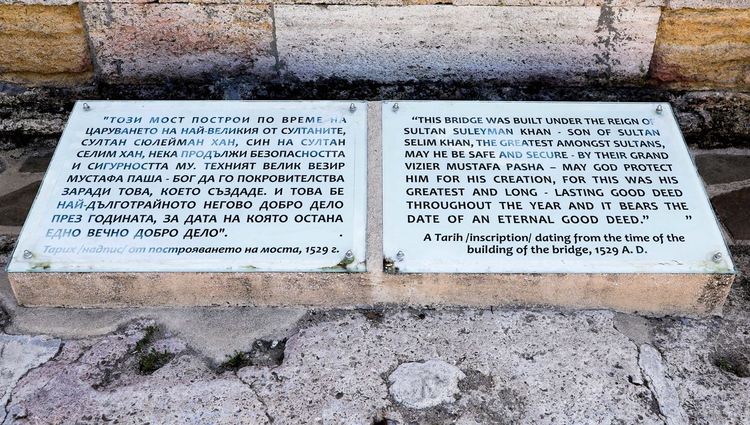 "ТОЗИ МОСТ ПОСТРОИ ПО ВРЕМЕ НА
ЦАРУВАНЕТО НА НАЙ-ВЕЛИКИЯ ОТ СУЛТАНИТЕ,
СУЛТАН СЮЛЕЙМАН ХАН, СИН НА СУЛТАН
СЕЛИМ ХАН, НЕКА ПРОДЪЛЖИ БЕЗОПАСНОСТТА
И СИГУРНОСТТА МУ, ТЕХНИЯТ ВЕЛИК ВЕЗИР
МУСТАФА ПАША - БОГ ДА ГО ПОКРОВИТЕЛСТВА
ЗАРАДИ ТОВА, КОЕТО СЪЗДАДЕ. И ТОВА БЕ
НАЙ-ДЪЛГОТРАЙНОТО НЕГОВО ДОБРО ДЕЛО
ПРЕЗ ГОДИНАТА, ЗА ДАТА НА КОЯТО ОСТАНА
ЕДНО ВЕЧНО ДОБРО ДЕЛО".
Тарих /надпис/ от построяването на моста, 1529 г.
"THIS BRIDGE WAS BUILT UNDER THE REIGN OF
SULTAN SULEYMAN KHAN - SON OF SULTAN
SELIM KHAN, THE GREATEST AMONGST SULTANS,
MAY HE BE SAFE AND SECURE - BY THEIR GRAND
VIZIER MUSTAFA PASHA – MAY GOD PROTECT
HIM FOR HIS CREATION, FOR THIS WAS HIS
GREATEST AND LONG - LASTING GOOD DEED
THROUGHOUT THE YEAR AND IT BEARS THE
DATE OF AN ETERNAL GOOD DEED." "
A Tarih /inscription/ dating from the time of the
building of the bridge, 1529 A. D.